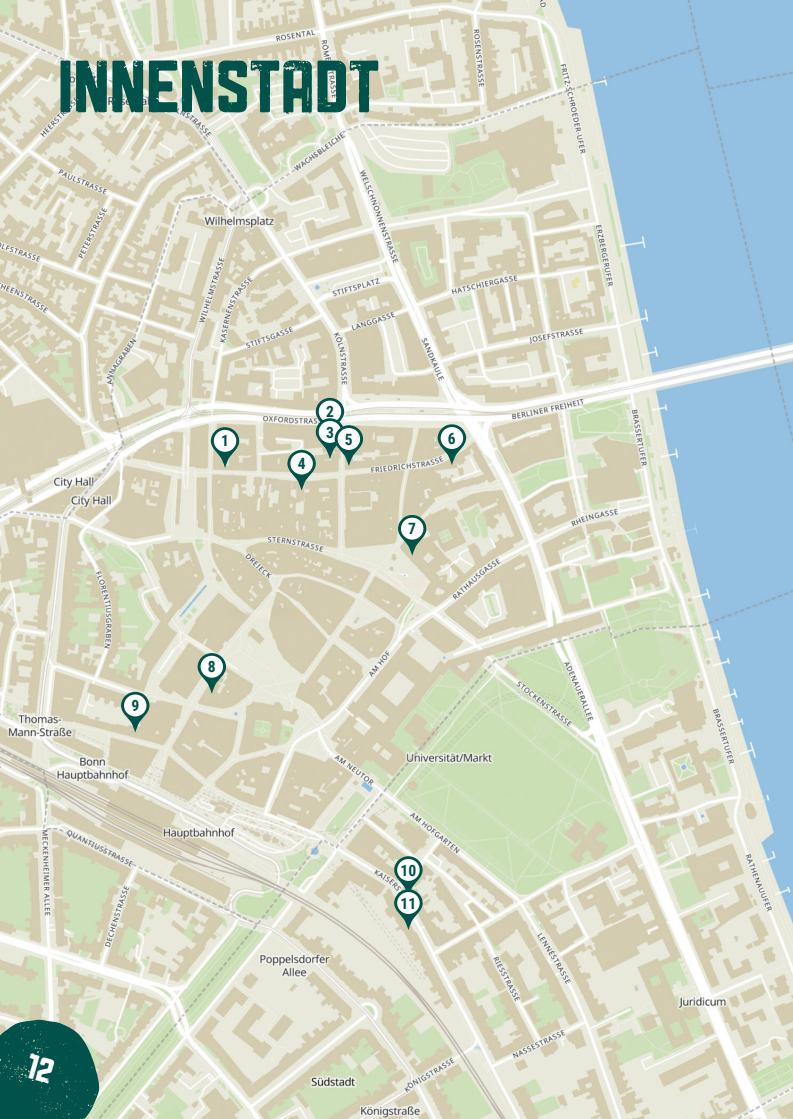 INNENSTADT
ROSENTAL
ROSENSTRASSE
FRITZ-SCHROEDER-UFER
WACHSBLEICHE
PAULSTRASSE
PETERSTRASSE
WELSCHNONNENSTRASSE
Wilhelmsplatz
ERZBERGERUFER
WILHELMSTRASSE
KASERNENSTRASSE
STIFTSPLATZ
HATSCHIERGASSE
LANGGASSE
STIFTSGASSE
KÖLNSTRASSE
JOSEFSTRASSE
SANDKAULE
ANNAGRABEN
BERLINER FREIHEIT
BRASSERTUFER
2
3
1
5
6
4
FRIEDRICHSTRASSE
City Hall
City Hall
7
RHEINGASSE
STERNSTRASSE
DREIECK
RATHAUSGASSE
FLORENTIUSGRABEN
AM HOF
8
9
STOCKENSTRASSE
ADENAUERALLEE
BRASSERTUFER
Thomas-
Mann-Straße
Bonn
Hauptbahnhof
AM NEUTOR
Universität/Markt
Hauptbahnhof
AM HOFGARTEN
QUANTIUSSTRASSE
MECKENHEIMER ALLEE
DECHENSTRASSE
10
11
RATHENAUUFER
LENNÉSTRASSE
RIESSTRASSE
Poppelsdorfer
Allee
Juridicum
NASSESTRASSE
KÖNIGSTRASSE
Südstadt
Königstraße
12